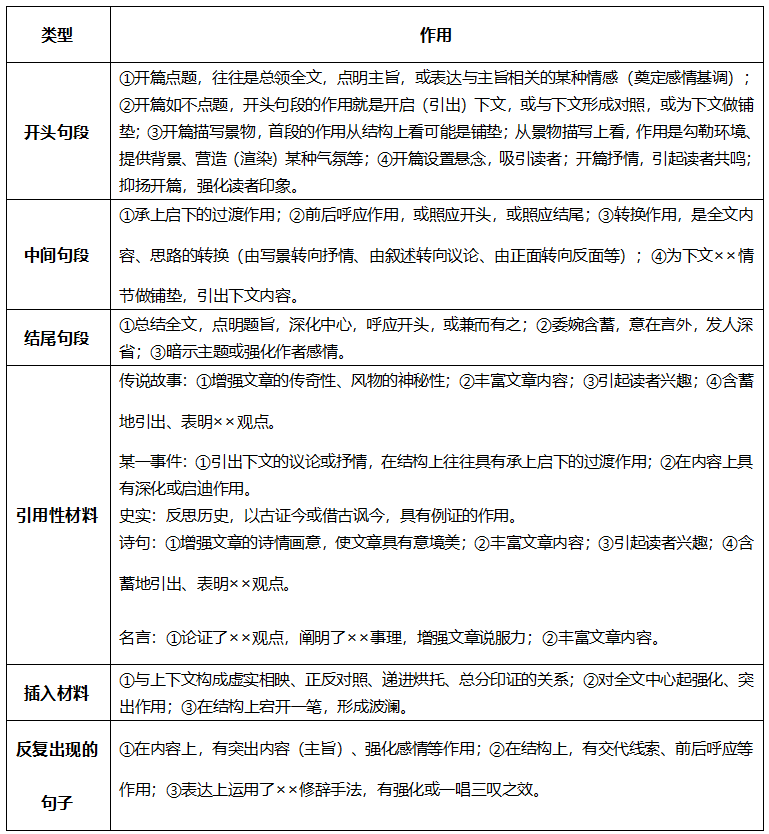 类型
作用
开头句段
①开篇点题，往往是总领全文，点明主旨，或表达与主旨相关的某种情感（奠定感情基调）；
②开篇如不点题，开头句段的作用就是开启（引出）下文，或与下文形成对照，或为下文做铺
垫；③开篇描写景物，首段的作用从结构上看可能是铺垫；从景物描写上看，作用是勾勒环境、
提供背景、营造（渲染）某种气氛等；④开篇设置悬念，吸引读者；开篇抒情，引起读者共鸣；
抑扬开篇，强化读者印象。
中间句段
①承上启下的过渡作用；②前后呼应作用，或照应开头，或照应结尾；③转换作用，是全文内
容、思路的转换（由写景转向抒情、由叙述转向议论、由正面转向反面等）；④为下文××情
节做铺垫，引出下文内容。
结尾句段
①总结全文，点明题旨，深化中心，呼应开头，或兼而有之；②委婉含蓄，意在言外，发人深
省；③暗示主题或强化作者感情。
引用性材料
传说故事：①增强文章的传奇性、风物的神秘性；②丰富文章内容；③引起读者兴趣；④含蓄
地引出、表明××观点。
某一事件：①引出下文的议论或抒情，在结构上往往具有承上启下的过渡作用；②在内容上具
有深化或启迪作用。
史实：反思历史，以古证今或借古讽今，具有例证的作用。
诗句：①增强文章的诗情画意，使文章具有意境美；②丰富文章内容；③引起读者兴趣；④含
蓄地引出、表明××观点。
名言：①论证了××观点，阐明了××事理，增强文章说服力；②丰富文章内容。
插入材料
①与上下文构成虚实相映、正反对照、递进烘托、总分印证的关系；②对全文中心起强化、突
出作用；③在结构上宕开一笔，形成波澜。
反复出现的
句子
①在内容上，有突出内容（主旨）、强化感情等作用；②在结构上，有交代线索、前后呼应等
作用；③表达上运用了××修辞手法，有强化或一唱三叹之效。